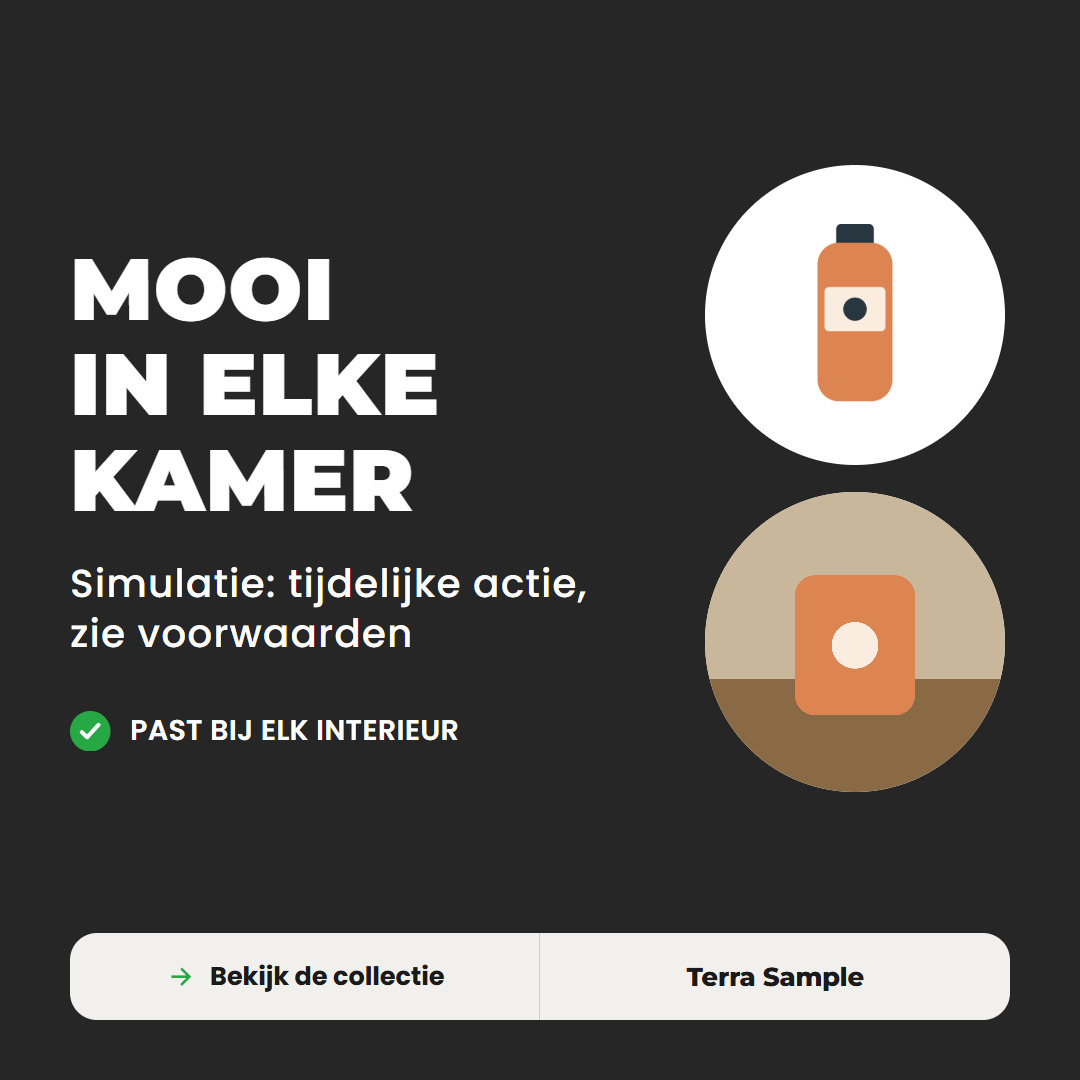 MOOI
IN ELKE
KAMER
Simulatie: tijdelijke actie,
zie voorwaarden
PAST BIJ ELK INTERIEUR
Bekijk de collectie
Terra Sample